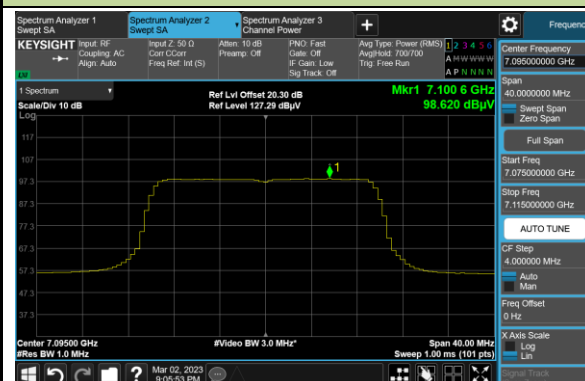 Spectrum Analyzer 1
Swept SA
Spectrum Analyzer 2
Swept SA
Spectrum Analyzer 3
Channel Power
+
Frequen
KEYSIGHT
Input: RF
Coupling: AC
Align: Auto
Input Z: 50 Ω
Corr CCorr
Freq Ref: Int (S)
Atten: 10 dB
Preamp: Off
PNO: Fast
Gate: Off
IF Gain: Low
Sig Track: Off
Avg Type: Power (RMS)
Avg|Hold: 700/700
Trig: Free Run
1 2 3 4 5 6
A W W W W W
A P N N N N
LXI
1 Spectrum
Scale/Div 10 dB
Log
Ref Lvl Offset 20.30 dB
Ref Level 127.29 dBµV
Mkr1 7.100 6 GHz
98.620 dBµV
117
107
97.3
87.3
77.3
67.3
57.3
47.3
37.3
1
Center 7.09500 GHz
#Res BW 1.0 MHz
#Video BW 3.0 MHz*
Span 40.00 MHz
Sweep 1.00 ms (101 pts)
Center Frequency
7.095000000 GHz
Span
40.0000000 MHz
Swept Span
Zero Span
Full Span
Start Freq
7.075000000 GHz
Stop Freq
7.115000000 GHz
AUTO TUNE
CF Step
4.000000 MHz
Auto
Man
Freq Offset
0 Hz
X Axis Scale
Log
Lin
Signal Track
?
Mar 02, 2023
9:05:53 PM